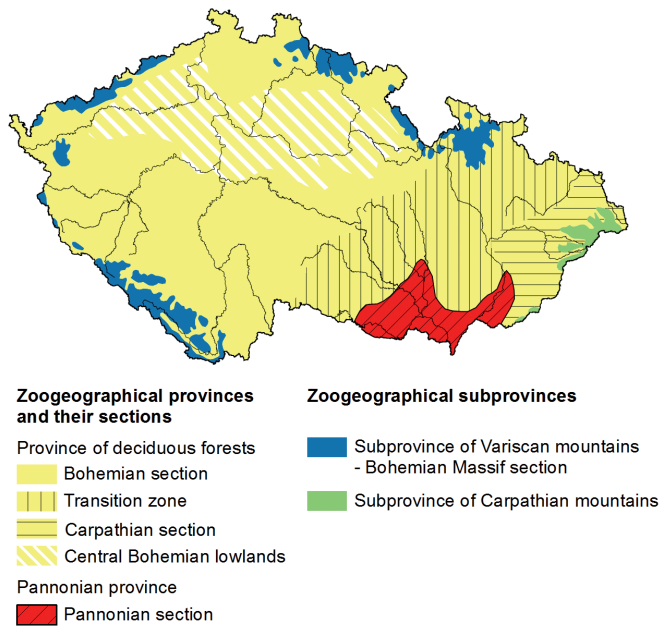 Zoogeographical provinces
and their sections
Province of deciduous forests
Bohemian section
Transition zone
Carpathian section
Central Bohemian lowlands
Pannonian province
Pannonian section
Zoogeographical subprovinces
Subprovince of Variscan mountains
- Bohemian Massif section
Subprovince of Carpathian mountains